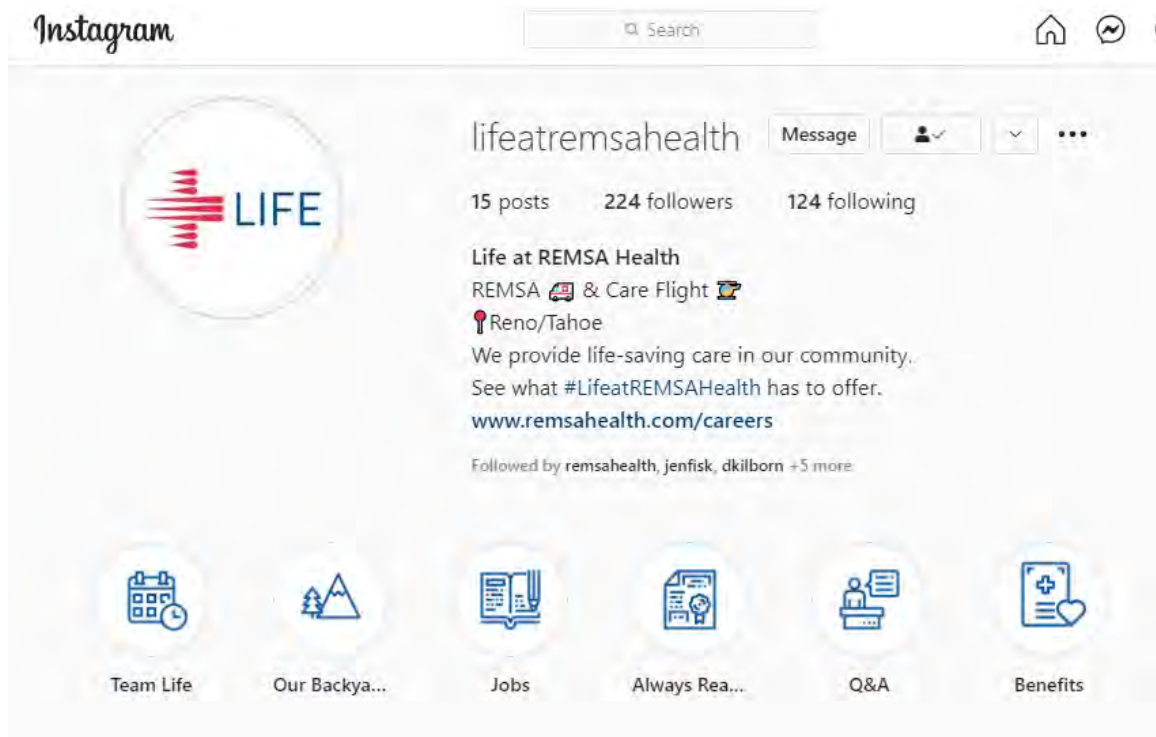 Instagram
Search
LIFE
lifeatremsahealth Message
15 posts 224 followers 124 following
Life at REMSA Health
REMSA 🚑 & Care Flight 🚁
📍Reno/Tahoe
We provide life-saving care in our community.
See what #LifeatREMSAHealth has to offer.
www.remsahealth.com/careers
Followed by remsahealth, jenfisk, dkilborn +5 more
Team Life Our Backya... Jobs Always Rea... Q&A Benefits